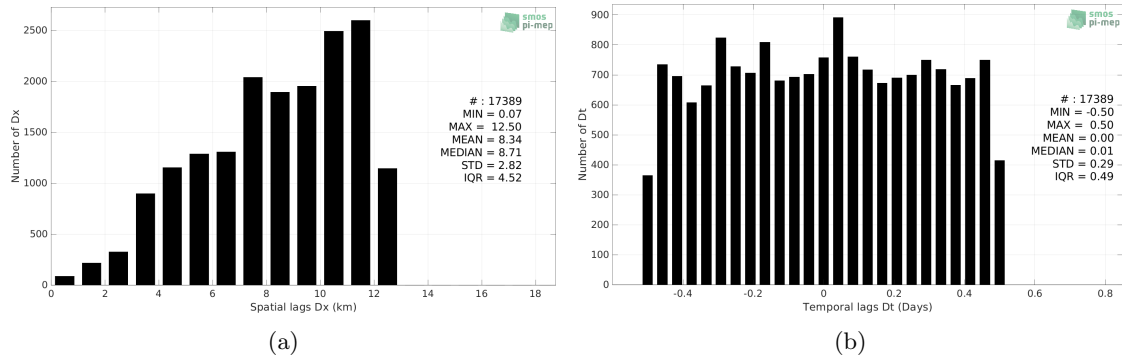 smos
pi-mep
2500
2000
1500
1000
500
0
Number of Dx
# : 17389
MIN = 0.07
MAX = 12.50
MEAN = 8.34
MEDIAN = 8.71
STD = 2.82
IQR = 4.52
0 2 4 6 8 10 12 14 16 18
Spatial lags Dx (km)
(a)
smos
pi-mep
900
800
700
600
500
400
300
200
100
0
Number of Dt
# : 17389
MIN = -0.50
MAX = 0.50
MEAN = 0.00
MEDIAN = 0.01
STD = 0.29
IQR = 0.49
-0.4 -0.2 0 0.2 0.4 0.6 0.8
Temporal lags Dt (Days)
(b)